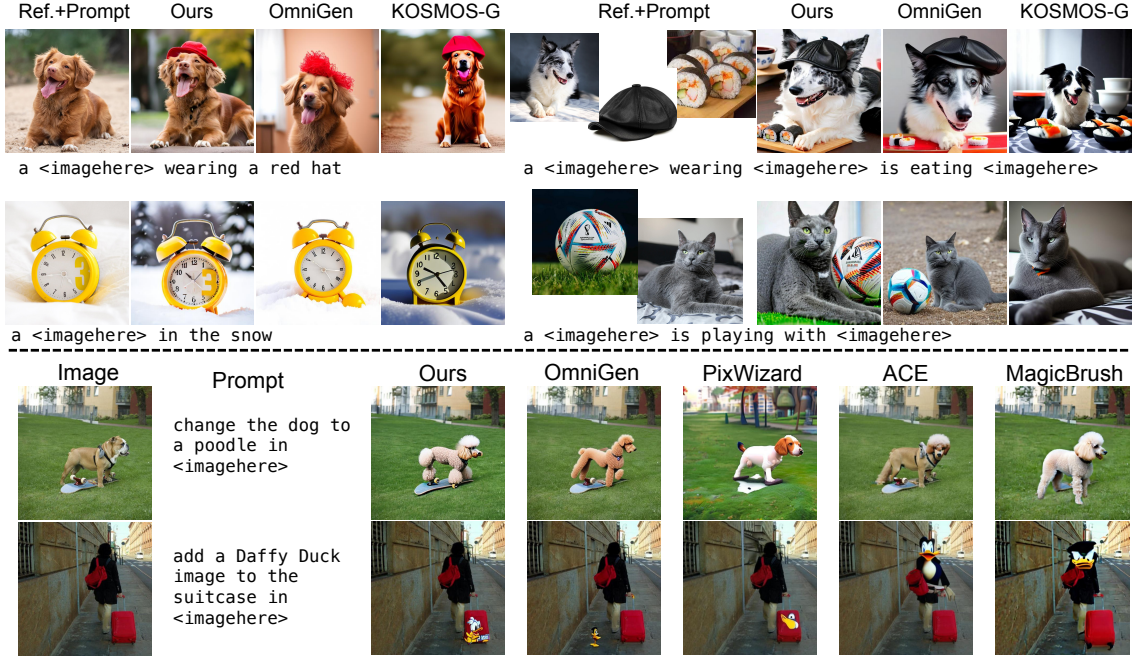 Ref.+Prompt Ours OmniGen KOSMOS-G Ref.+Prompt Ours OmniGen KOSMOS-G
a <imagehere> wearing a red hat
a <imagehere> wearing <imagehere> is eating <imagehere>
a <imagehere> in the snow
a <imagehere> is playing with <imagehere>
Image Prompt Ours OmniGen PixWizard ACE MagicBrush
change the dog to
a poodle in
<imagehere>
add a Daffy Duck
image to the
suitcase in
<imagehere>